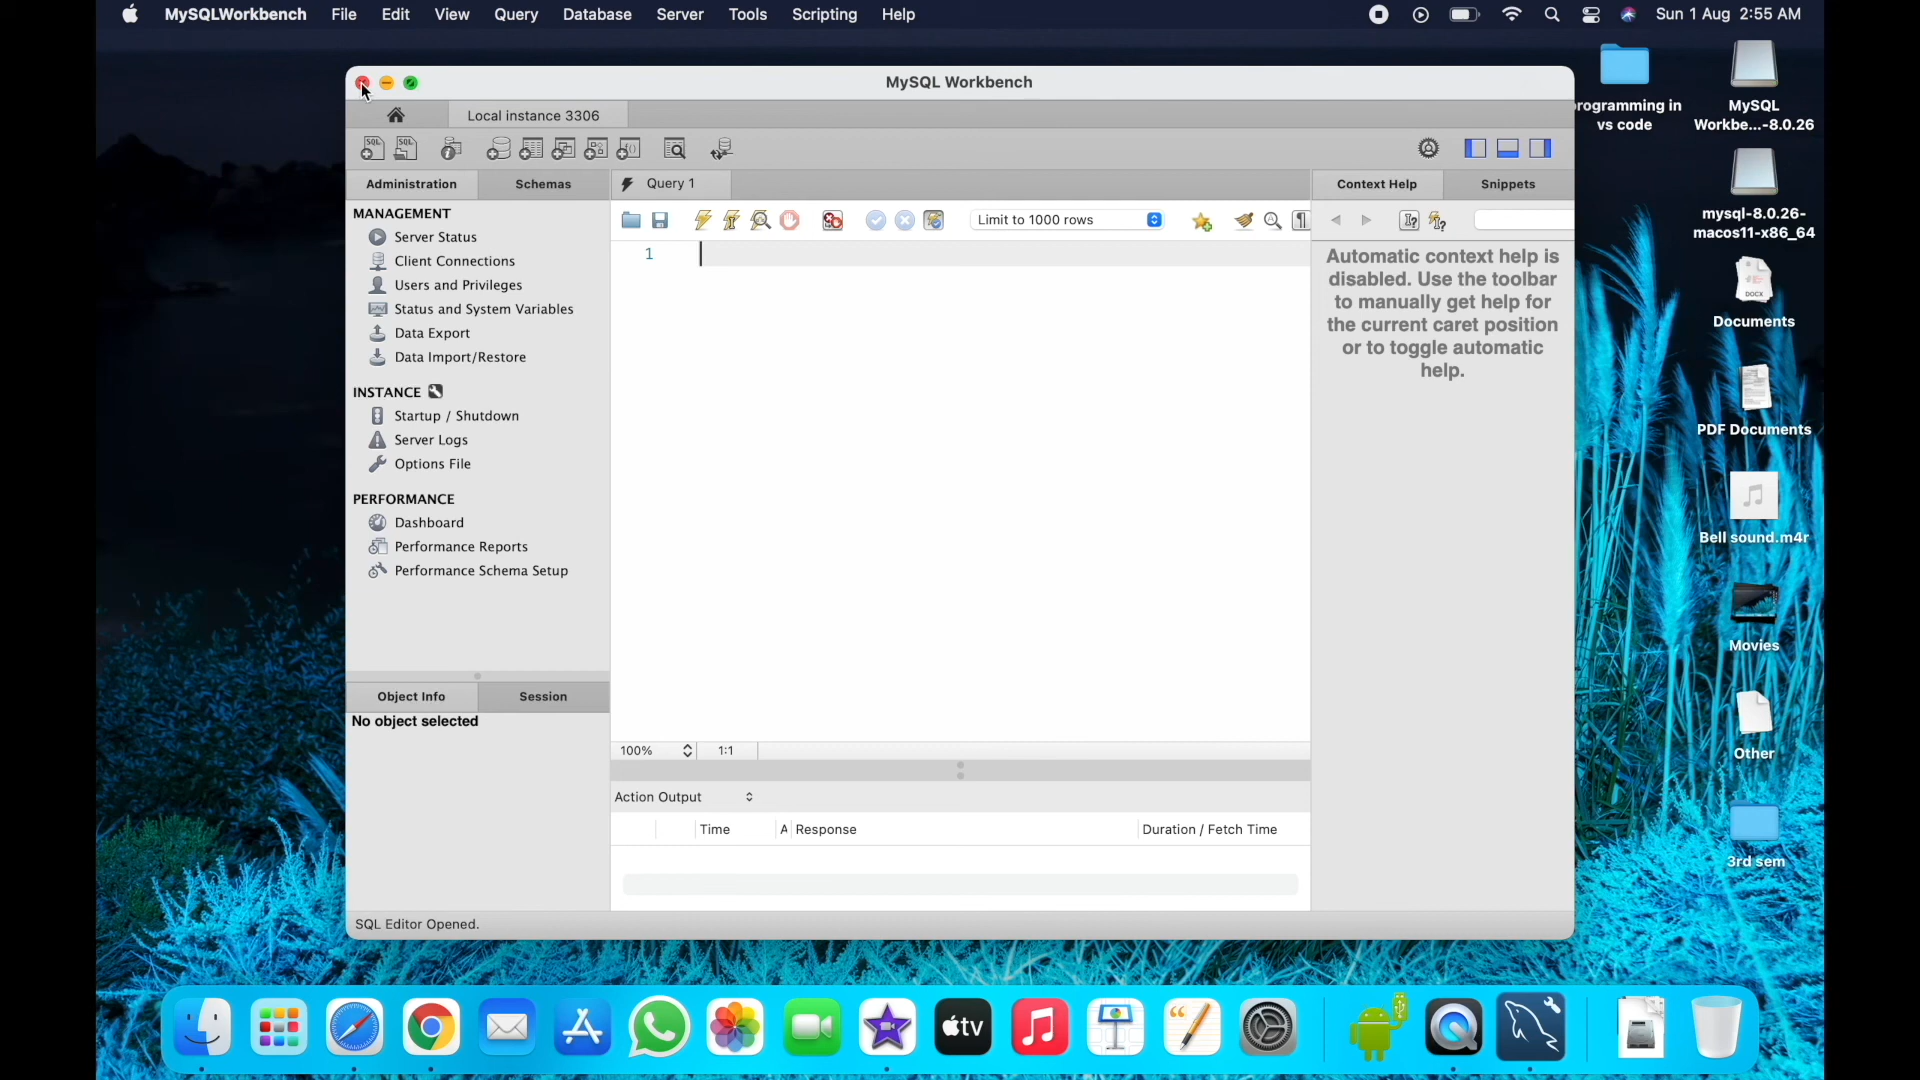 MySQLWorkbench File Edit View Query Database Server Tools Scripting Help
Sun 1 Aug 2:55 AM
MySQL Workbench
Local instance 3306
Administration Schemas
MANAGEMENT
Server Status
Client Connections
Users and Privileges
Status and System Variables
Data Export
Data Import/Restore
INSTANCE
Startup / Shutdown
Server Logs
Options File
PERFORMANCE
Dashboard
Performance Reports
Performance Schema Setup
Object Info Session
No object selected
SQL Editor Opened.
Query 1
Limit to 1000 rows
1
100% 1:1
Action Output
Time A Response Duration / Fetch Time
Context Help Snippets
Automatic context help is
disabled. Use the toolbar
to manually get help for
the current caret position
or to toggle automatic
help.
rogramming in
vs code
MySQL
Workbe...-8.0.26
mysql-8.0.26-
macos11-x86_64
DOCX
Documents
PDF Documents
Bell sound.m4r
Movies
Other
3rd sem
tv